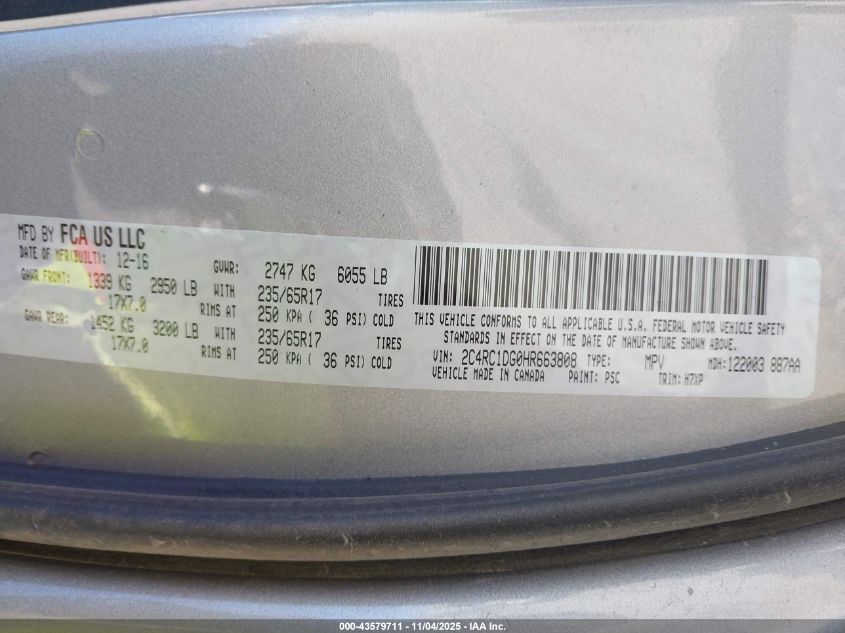 MFD BY FCA US LLC
DATE OF MFR(BUILT): 12-16 GVWR: 2747 KG 6055 LB
GAWR FRONT: 1339 KG 2950 LB WITH 235/65R17 TIRES
17X7.0 RIMS AT 250 KPA ( 36 PSI) COLD
GAWR REAR: 1452 KG 3200 LB WITH 235/65R17 TIRES
17X7.0 RIMS AT 250 KPA ( 36 PSI) COLD
THIS VEHICLE CONFORMS TO ALL APPLICABLE U.S.A. FEDERAL MOTOR VEHICLE SAFETY
STANDARDS IN EFFECT ON THE DATE OF MANUFACTURE SHOWN ABOVE.
VIN: 2C4RC1DG0HR663808 TYPE: MPV MDH:122003 887AA
VEHICLE MADE IN CANADA PAINT: PSC TRIM: H7XP
000-43579711 - 11/04/2025 - IAA Inc.